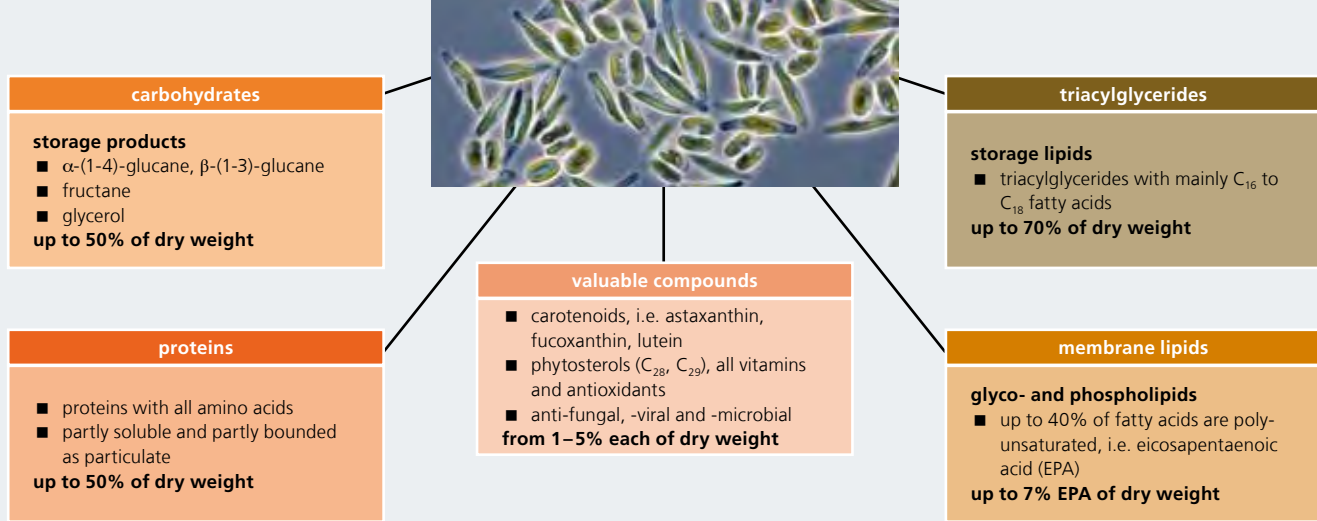 carbohydrates
storage products
■ α-(1-4)-glucane, β-(1-3)-glucane
■ fructane
■ glycerol
up to 50% of dry weight
proteins
■ proteins with all amino acids
■ partly soluble and partly bounded
as particulate
up to 50% of dry weight
valuable compounds
■ carotenoids, i.e. astaxanthin,
fucoxanthin, lutein
■ phytosterols (C₂₈, C₂₉), all vitamins
and antioxidants
■ anti-fungal, -viral and -microbial
from 1–5% each of dry weight
triacylglycerides
storage lipids
■ triacylglycerides with mainly C₁₆ to
C₁₈ fatty acids
up to 70% of dry weight
membrane lipids
glyco- and phospholipids
■ up to 40% of fatty acids are poly-
unsaturated, i.e. eicosapentaenoic
acid (EPA)
up to 7% EPA of dry weight